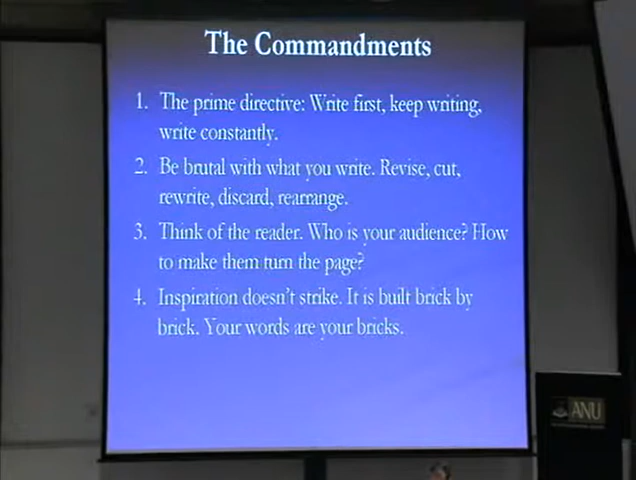 The Commandments
1. The prime directive: Write first, keep writing,
write constantly.
2. Be brutal with what you write. Revise, cut,
rewrite, discard, rearrange.
3. Think of the reader. Who is your audience? How
to make them turn the page?
4. Inspiration doesn't strike. It is built brick by
brick. Your words are your bricks.
ANU